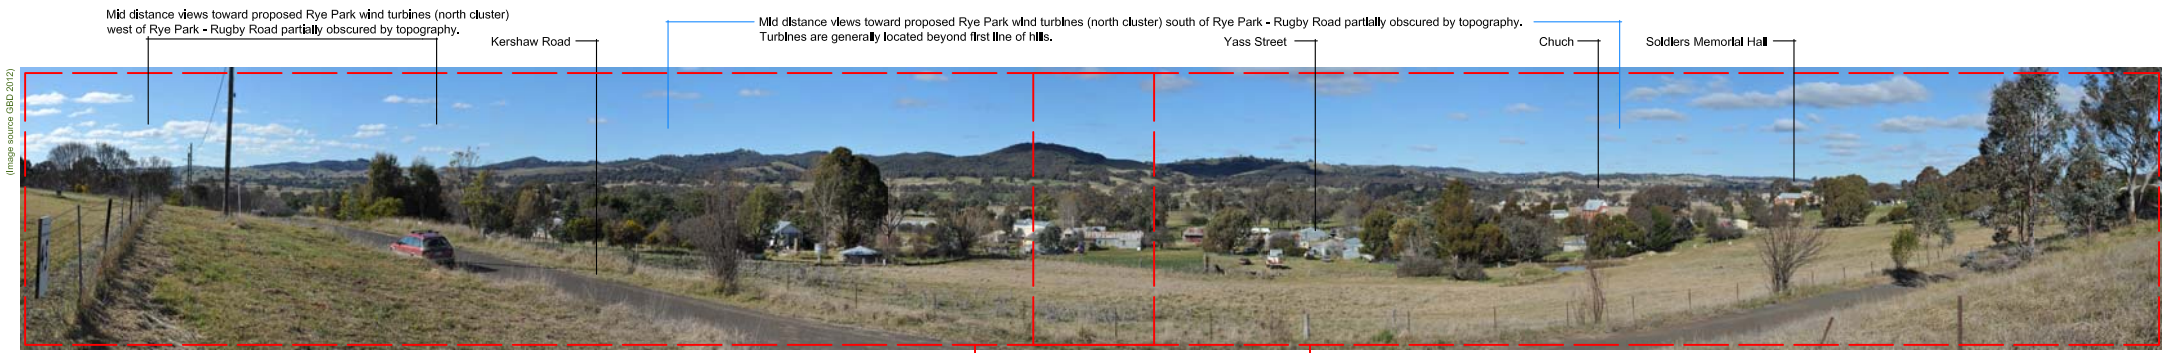 Mid distance views toward proposed Rye Park wind turbines (north cluster)
west of Rye Park - Rugby Road partially obscured by topography.
Kershaw Road
Mid distance views toward proposed Rye Park wind turbines (north cluster) south of Rye Park - Rugby Road partially obscured by topography.
Turbines are generally located beyond first line of hills.
Yass Street
Chuch
Soldiers Memorial Hall
(Image source GBD 2012)